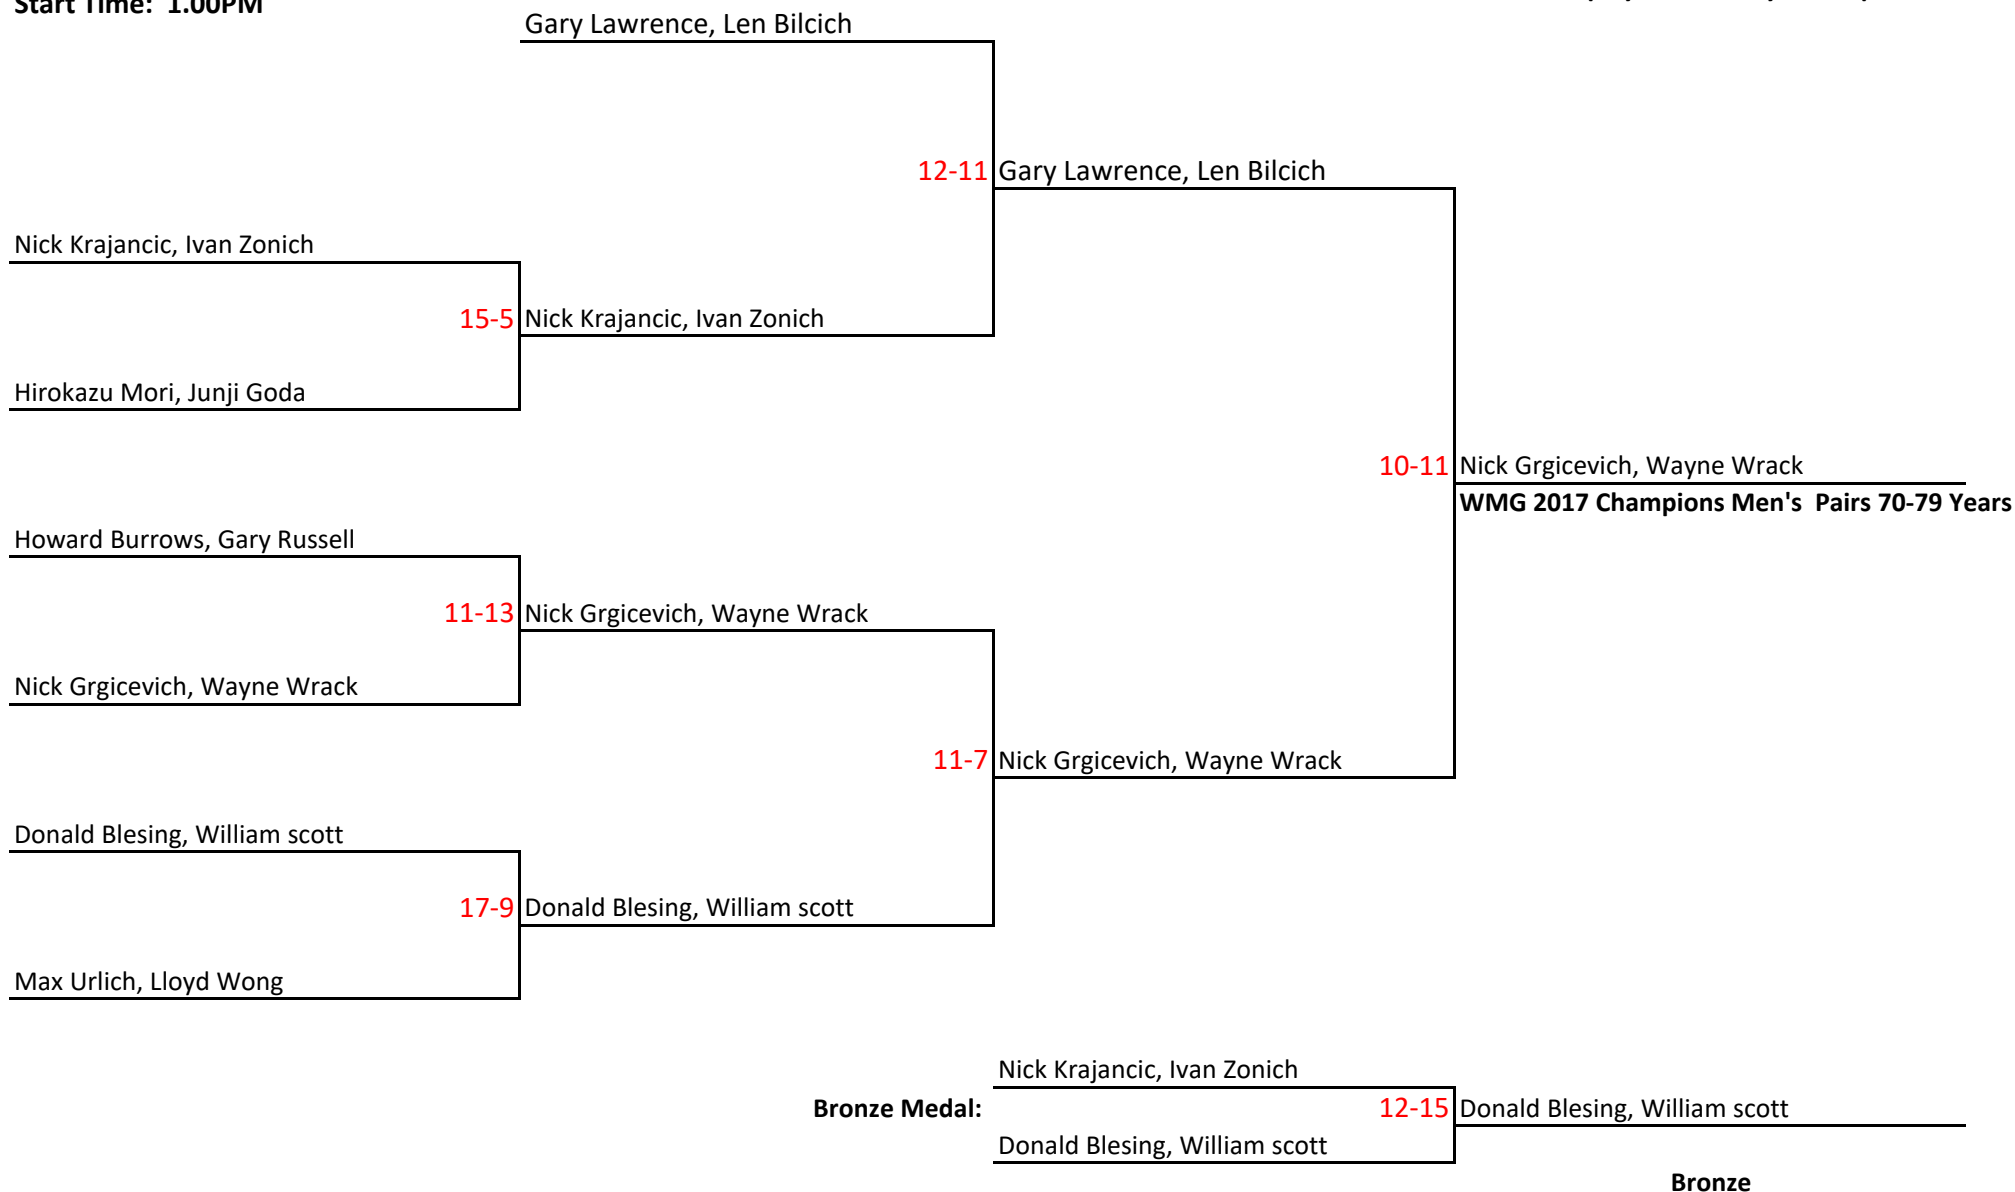 Start Time: 1.00PM
Gary Lawrence, Len Bilcich
12-11 Gary Lawrence, Len Bilcich
Nick Krajancic, Ivan Zonich
15-5 Nick Krajancic, Ivan Zonich
Hirokazu Mori, Junji Goda
10-11 Nick Grgicevich, Wayne Wrack
WMG 2017 Champions Men's Pairs 70-79 Years
Howard Burrows, Gary Russell
11-13 Nick Grgicevich, Wayne Wrack
Nick Grgicevich, Wayne Wrack
11-7 Nick Grgicevich, Wayne Wrack
Donald Blesing, William scott
17-9 Donald Blesing, William scott
Max Urlich, Lloyd Wong
Nick Krajancic, Ivan Zonich
Bronze Medal: 12-15 Donald Blesing, William scott
Donald Blesing, William scott
Bronze